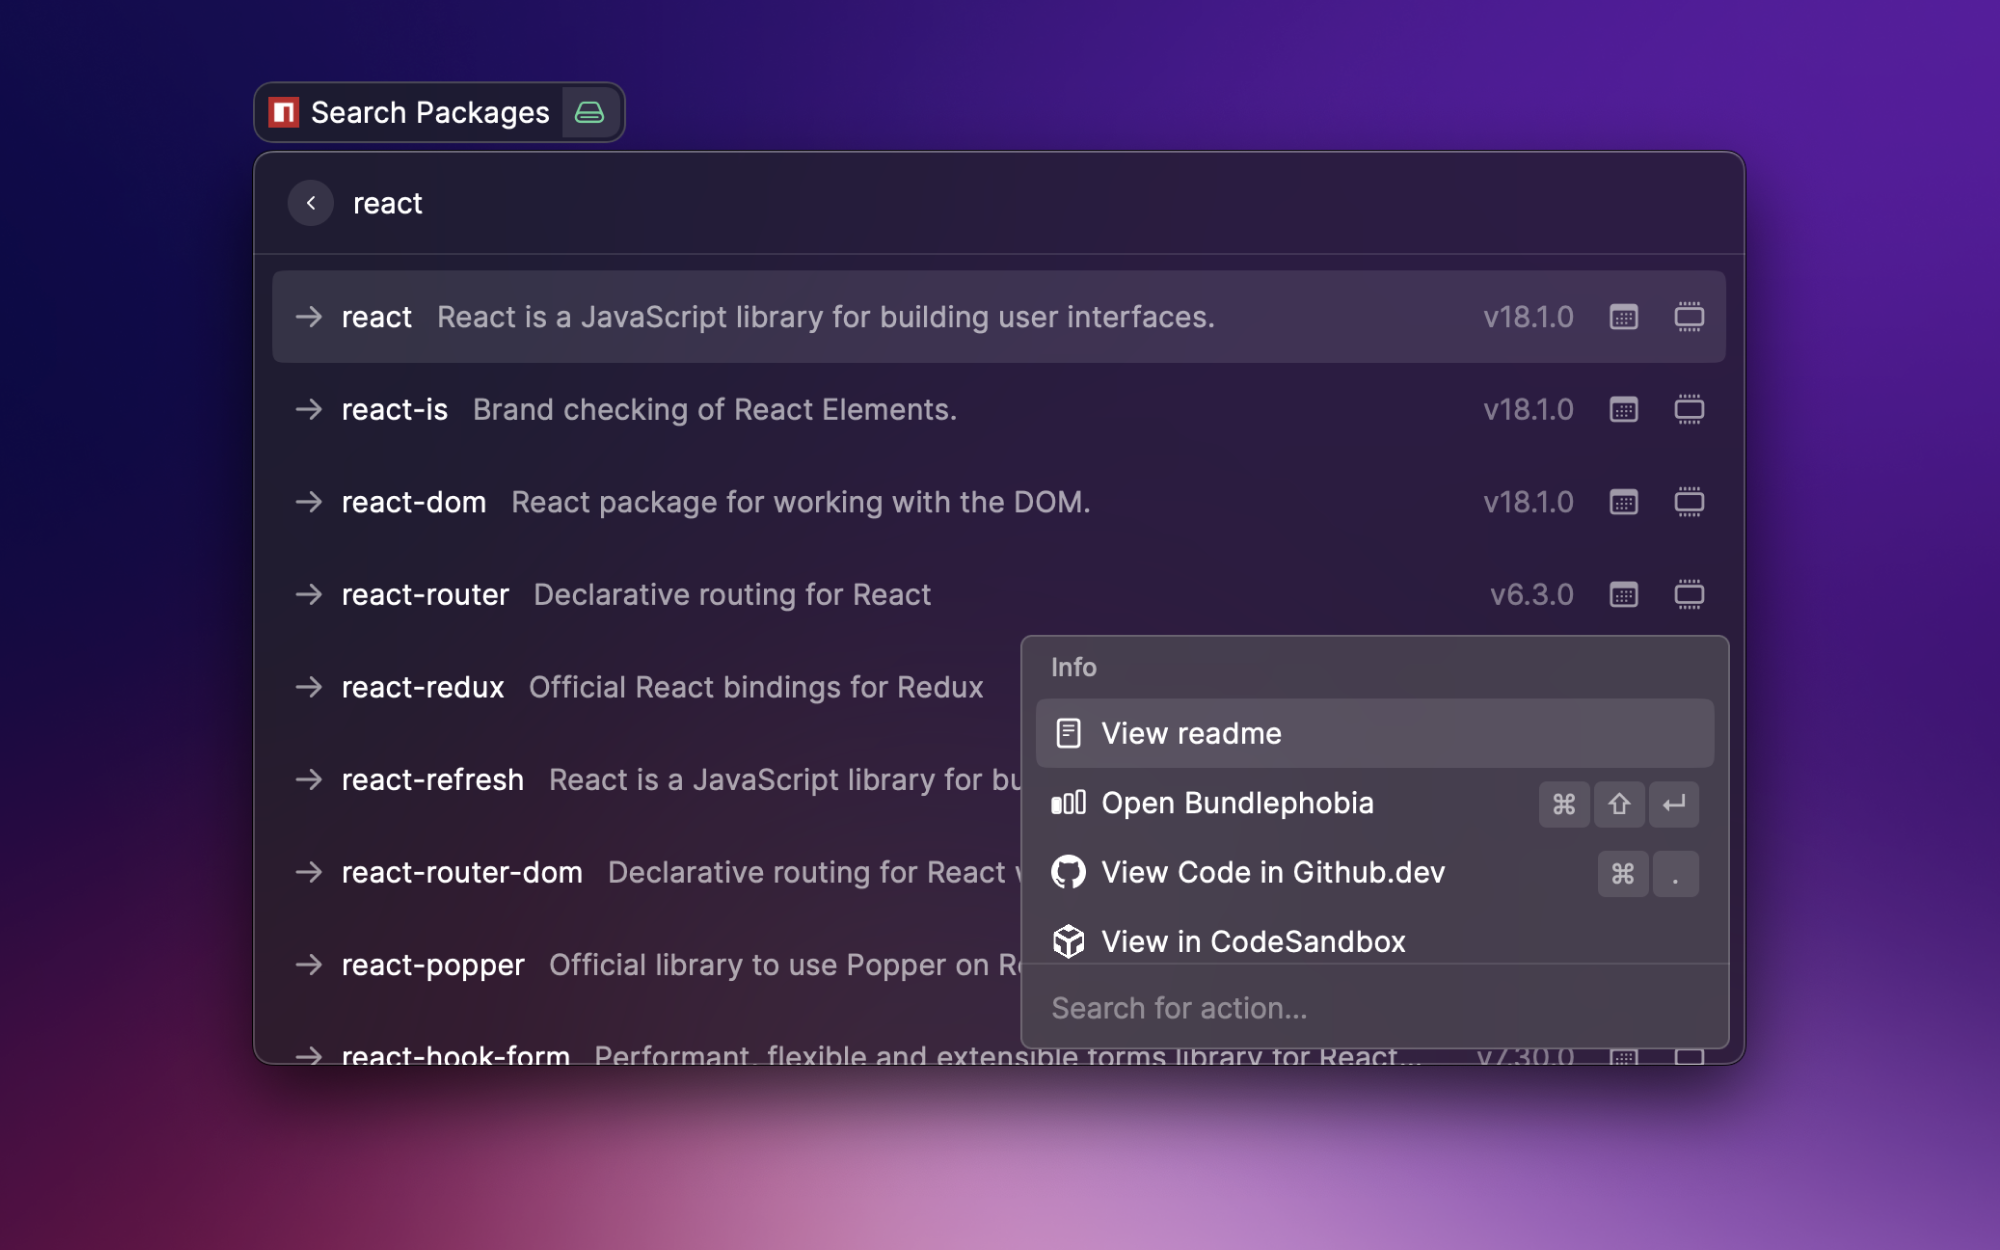 Search Packages
react
react React is a JavaScript library for building user interfaces. v18.1.0
react-is Brand checking of React Elements. v18.1.0
react-dom React package for working with the DOM. v18.1.0
react-router Declarative routing for React v6.3.0
react-redux Official React bindings for Redux
react-refresh React is a JavaScript library for bu
react-router-dom Declarative routing for React
react-popper Official library to use Popper on Re
react-hook-form Performant, flexible and extensible forms library for React... v7.30.0
Info
View readme
Open Bundlephobia ⌘ ⇧ ↵
View Code in Github.dev ⌘ .
View in CodeSandbox
Search for action...